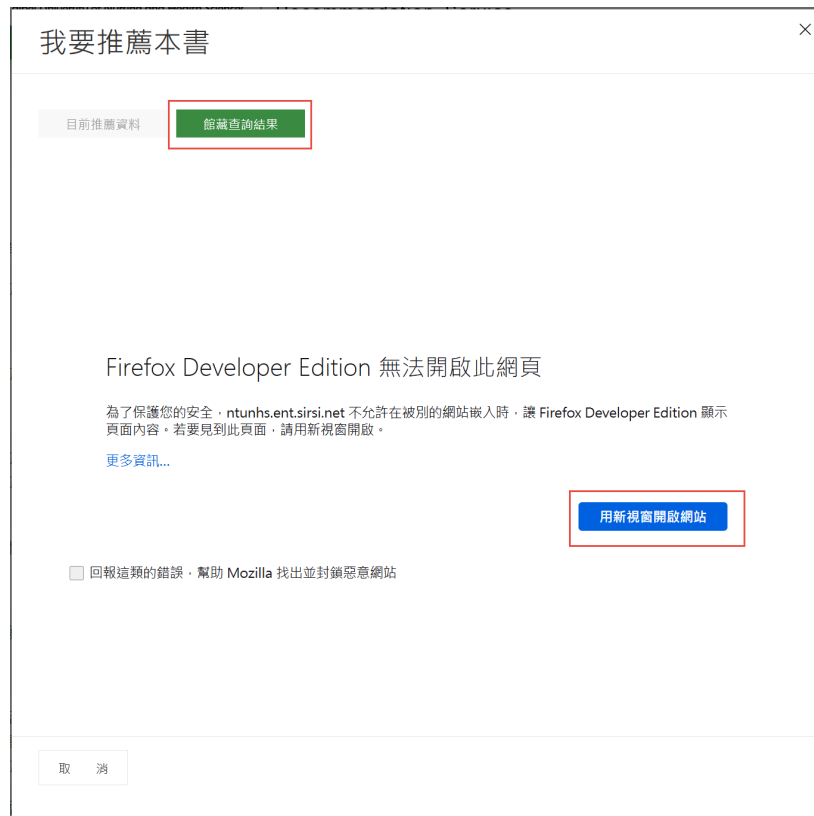 我要推薦本書
目前推薦資料
館藏查詢結果
Firefox Developer Edition 無法開啟此網頁
為了保護您的安全，ntunhs.ent.sirsi.net 不允許在被別的網站嵌入時，讓 Firefox Developer Edition 顯示
頁面內容。若要見到此頁面，請用新視窗開啟。
更多資訊...
用新視窗開啟網站
回報這類的錯誤，幫助 Mozilla 找出並封鎖惡意網站
取 消